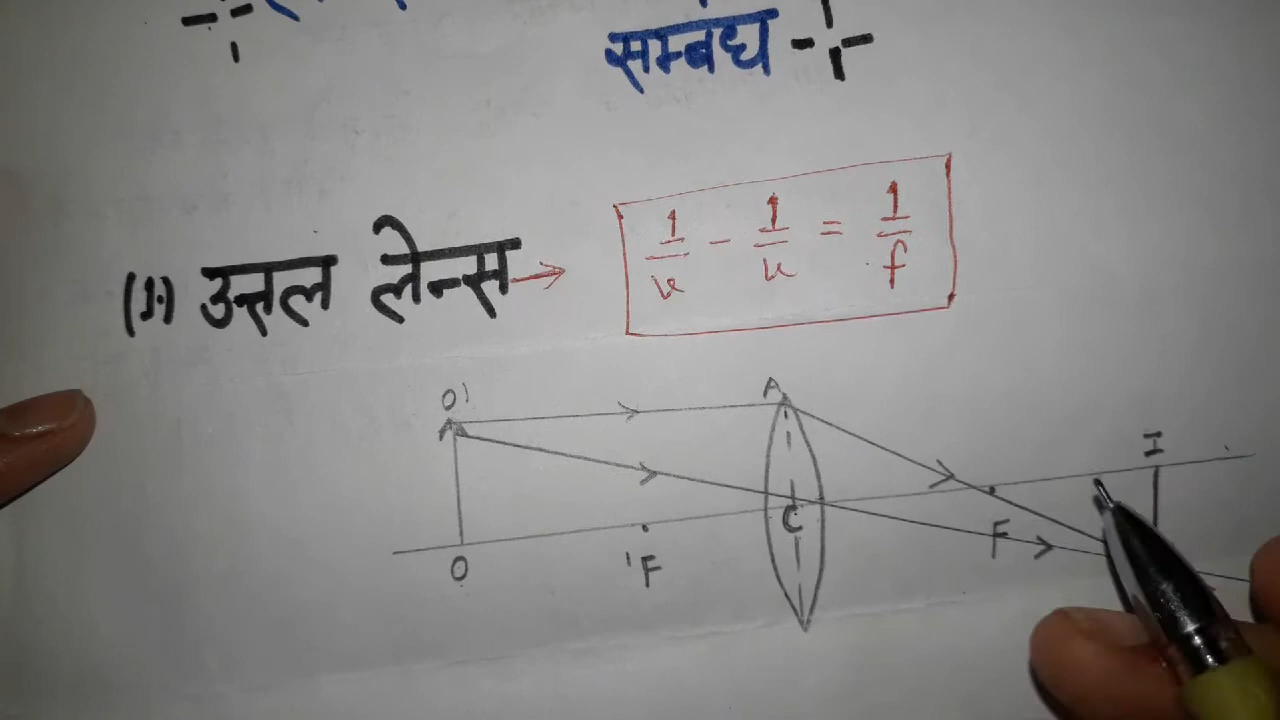 सम्बंध
(1.) उत्तल लेन्स → 1/v - 1/u = 1/f
O' A
I
C
F
O 'F